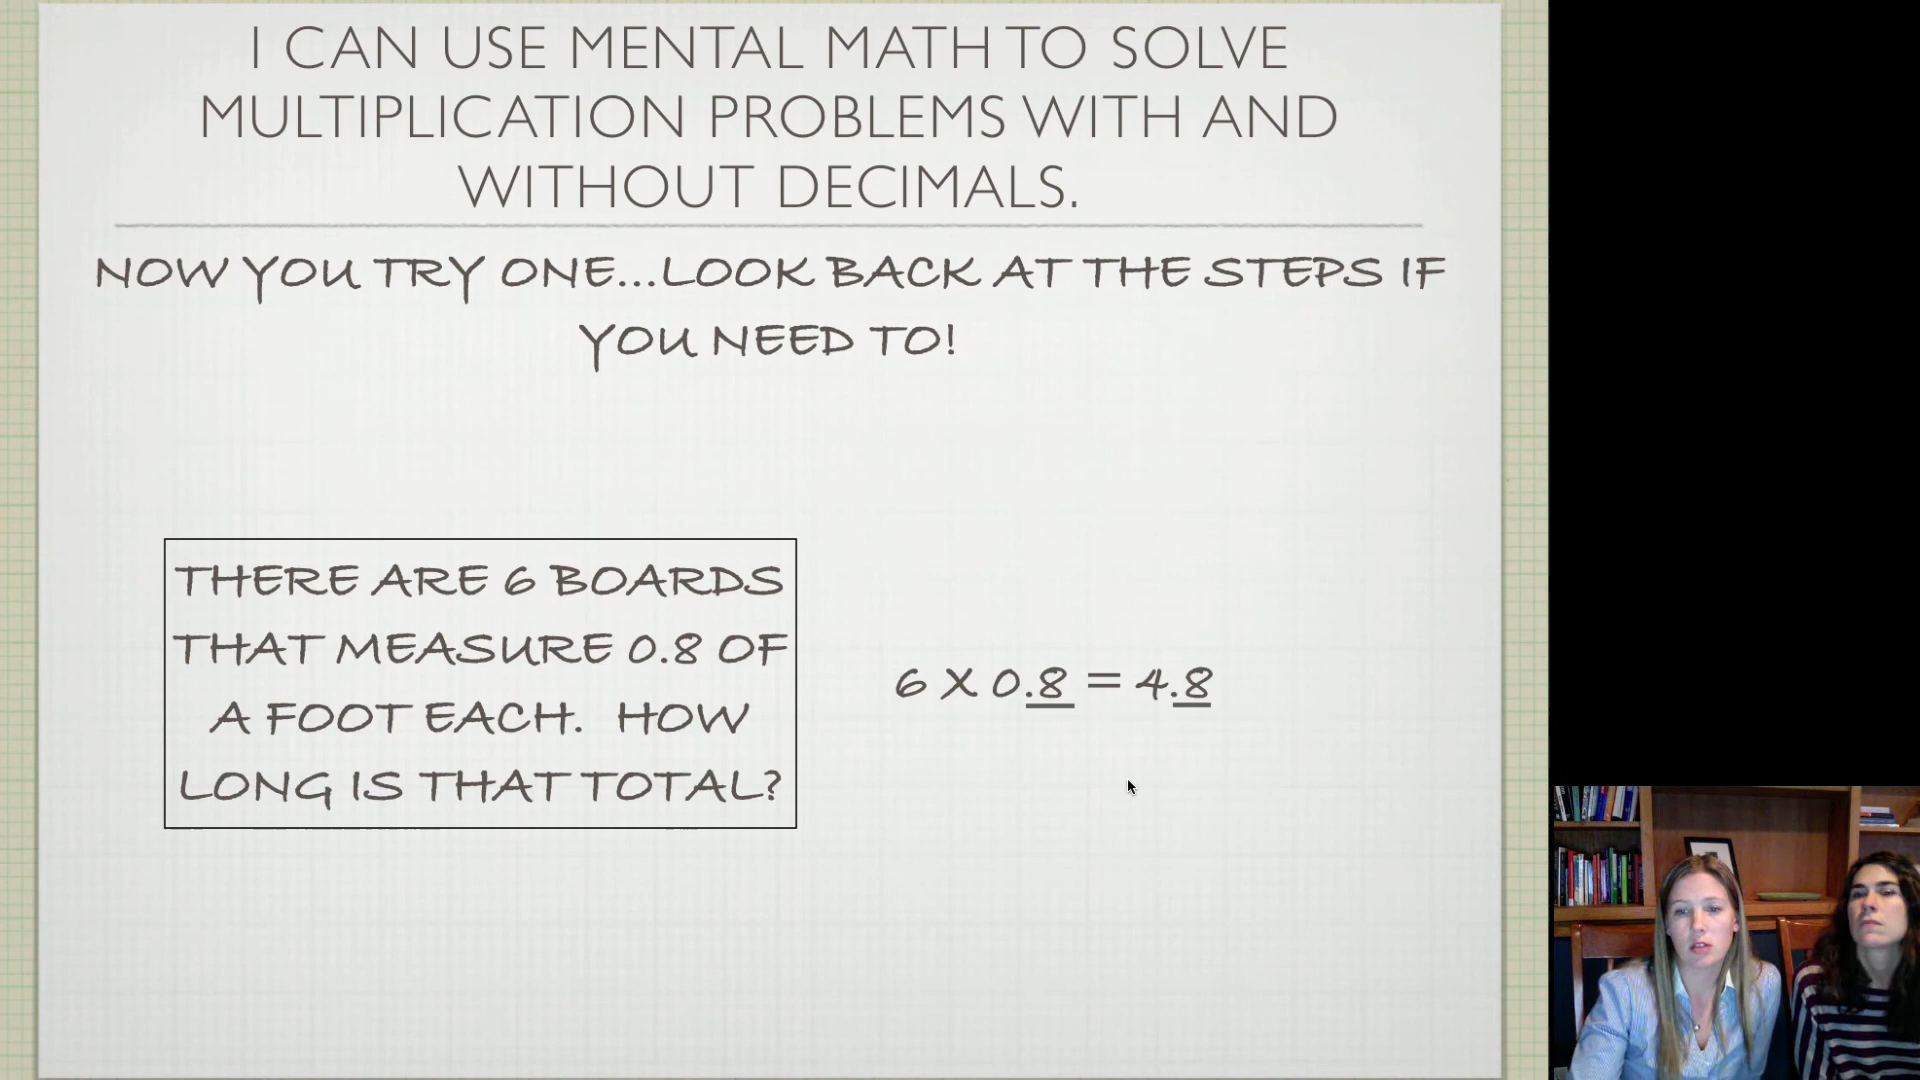 I CAN USE MENTAL MATH TO SOLVE
MULTIPLICATION PROBLEMS WITH AND
WITHOUT DECIMALS.
NOW YOU TRY ONE...LOOK BACK AT THE STEPS IF
YOU NEED TO!
THERE ARE 6 BOARDS
THAT MEASURE 0.8 OF
A FOOT EACH. HOW
LONG IS THAT TOTAL?
6 X 0.8 = 4.8